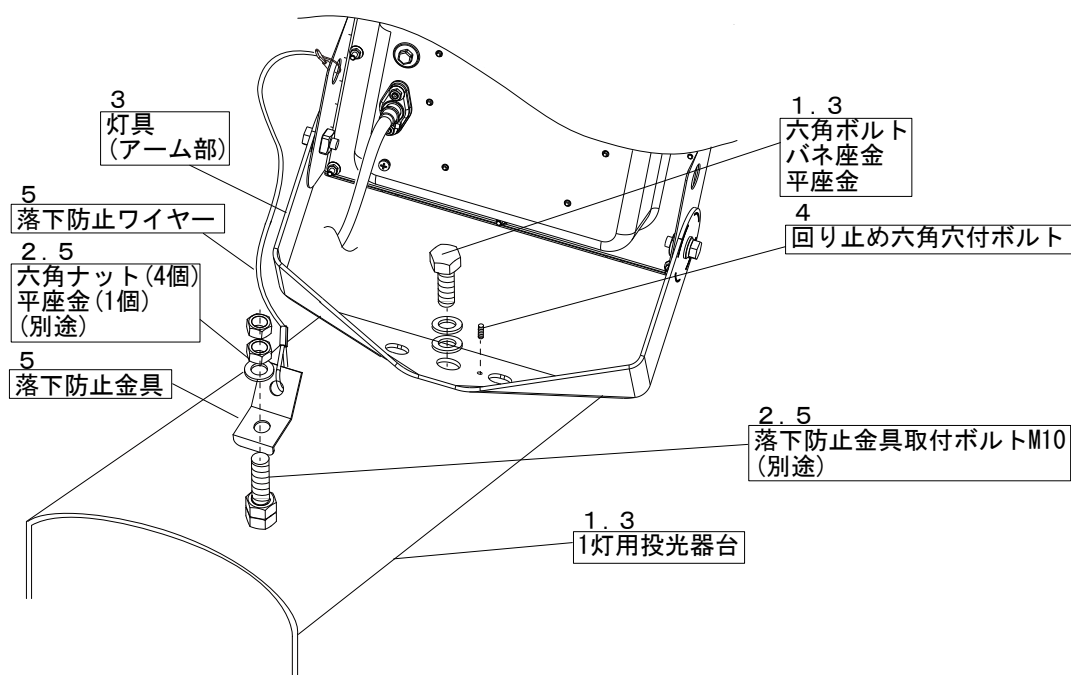 3
灯具
(アーム部)
5
落下防止ワイヤー
2.5
六角ナット(4個)
平座金(1個)
(別途)
5
落下防止金具
1.3
六角ボルト
バネ座金
平座金
4
回り止め六角穴付ボルト
2.5
落下防止金具取付ボルトM10
(別途)
1.3
1灯用投光器台